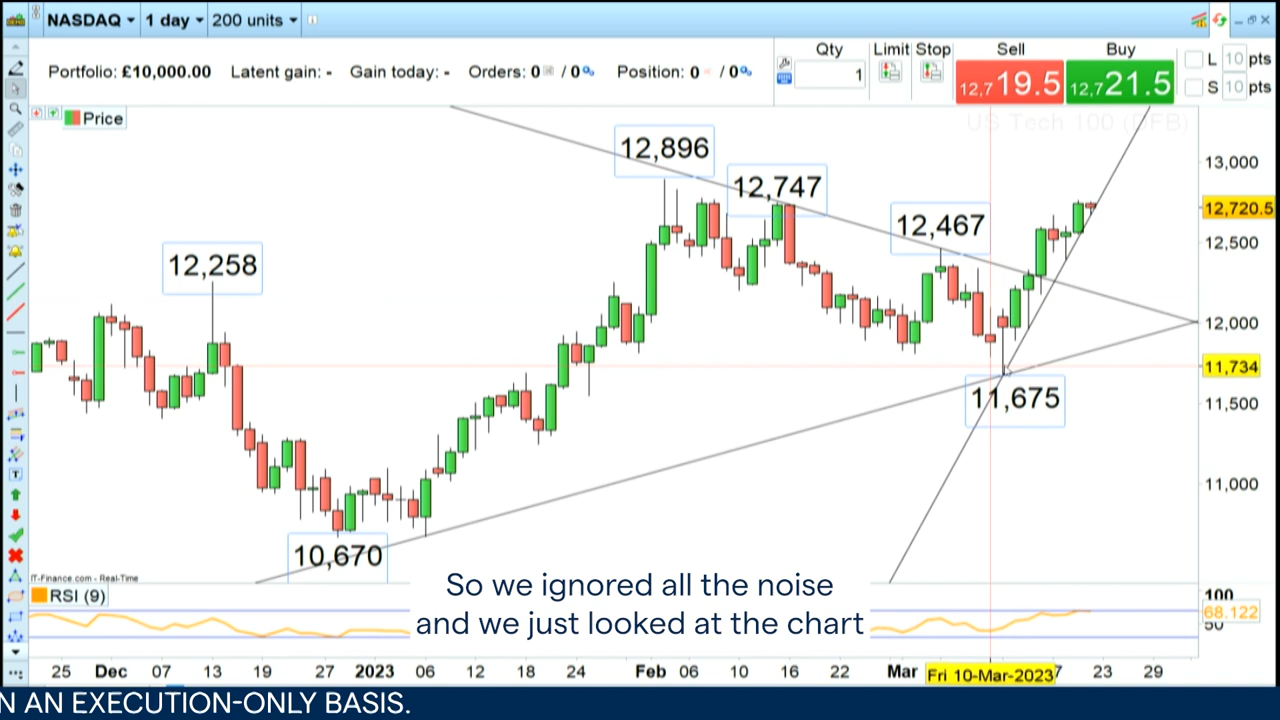 NASDAQ 1 day 200 units
Qty Limit Stop Sell Buy
Portfolio: £10,000.00 Latent gain: - Gain today: - Orders: 0 / 0 Position: 0 / 0
1
12,719.5 12,721.5
L 10 pts
S 10 pts
Price
US Tech 100 (DFB)
12,896
12,747
12,467
12,258
11,675
10,670
13,000
12,720.5
12,500
12,000
11,734
11,500
11,000
IT-Finance.com - Real-Time
RSI (9)
100
68.122
50
So we ignored all the noise
and we just looked at the chart
25 Dec 07 13 19 27 2023 06 12 18 24 Feb 06 10 16 22 Mar Fri 10-Mar-2023 7 23 29
N AN EXECUTION-ONLY BASIS.